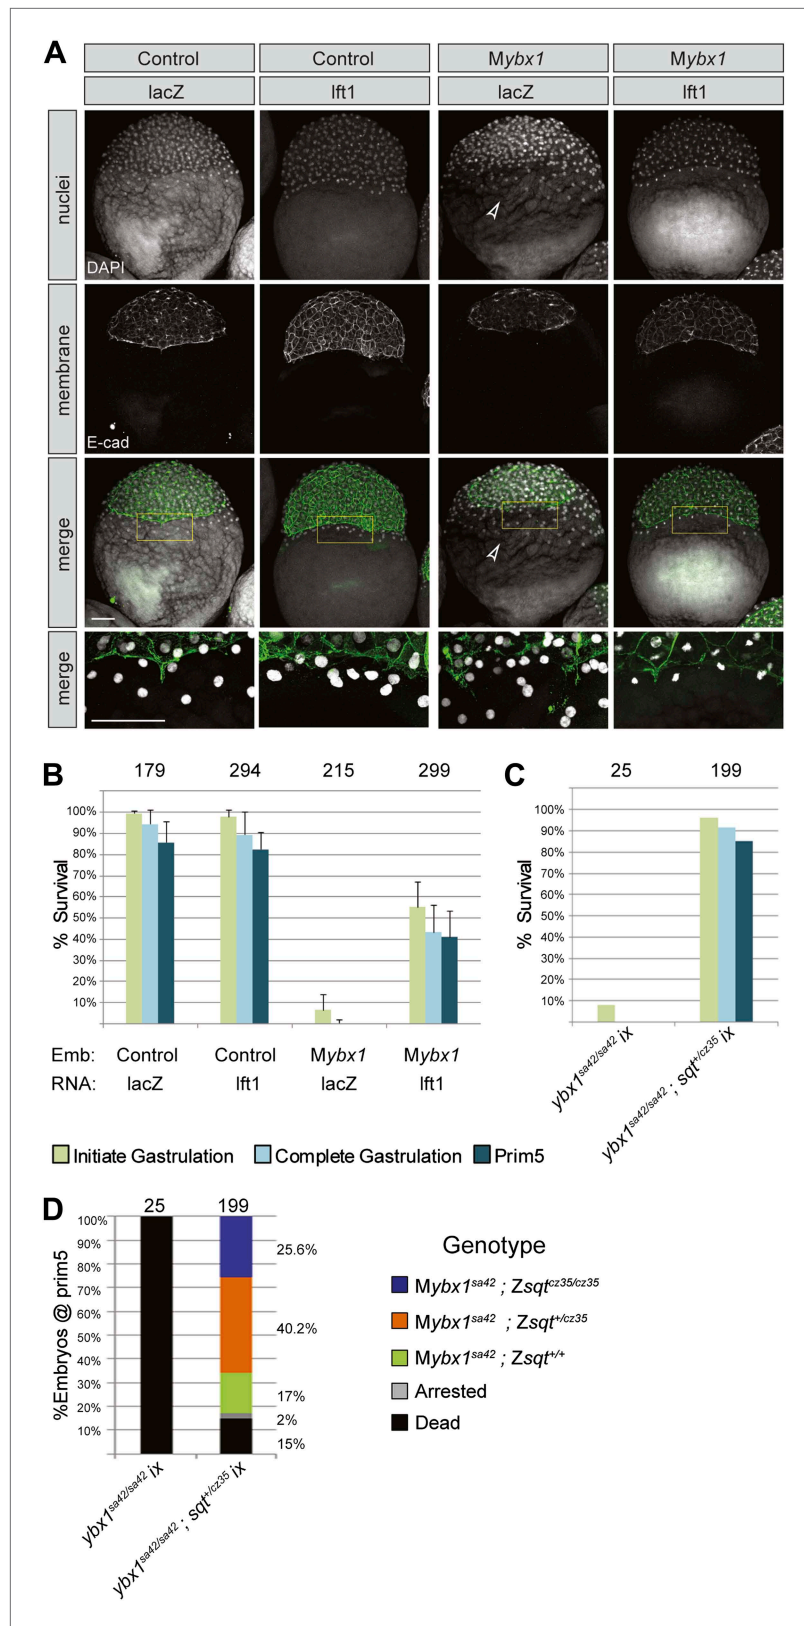 A
Control
Control
Mybx1
Mybx1
lacZ
lft1
lacZ
lft1
nuclei
DAPI
membrane
E-cad
merge
merge
B
179
294
215
299
% Survival
100%
90%
80%
70%
60%
50%
40%
30%
20%
10%
Emb: Control Control Mybx1 Mybx1
RNA: lacZ lft1 lacZ lft1
C
25
199
% Survival
100%
90%
80%
70%
60%
50%
40%
30%
20%
10%
ybx1sa42/sa42 ix
ybx1sa42/sa42 ; sqt+/cz35 ix
Initiate Gastrulation
Complete Gastrulation
Prim5
D
25
199
%Embryos @ prim5
100%
90%
80%
70%
60%
50%
40%
30%
20%
10%
25.6%
40.2%
17%
2%
15%
ybx1sa42/sa42 ix
ybx1sa42/sa42 ; sqt+/cz35 ix
Genotype
Mybx1sa42 ; Zsqtcz35/cz35
Mybx1sa42 ; Zsqt+/cz35
Mybx1sa42 ; Zsqt+/+
Arrested
Dead